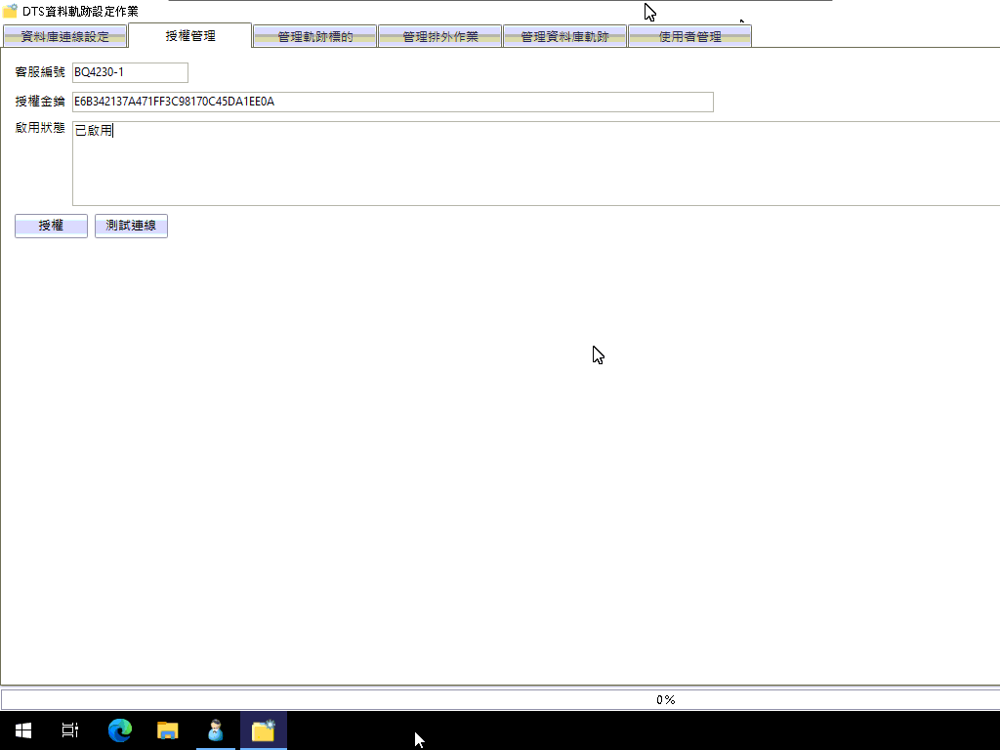 DTS資料軌跡設定作業
資料庫連線設定 授權管理 管理軌跡標的 管理排外作業 管理資料庫軌跡 使用者管理
客服編號 BQ4230-1
授權金鑰 E6B342137A471FF3C98170C45DA1EE0A
啟用狀態 已啟用
授權 測試連線
0%